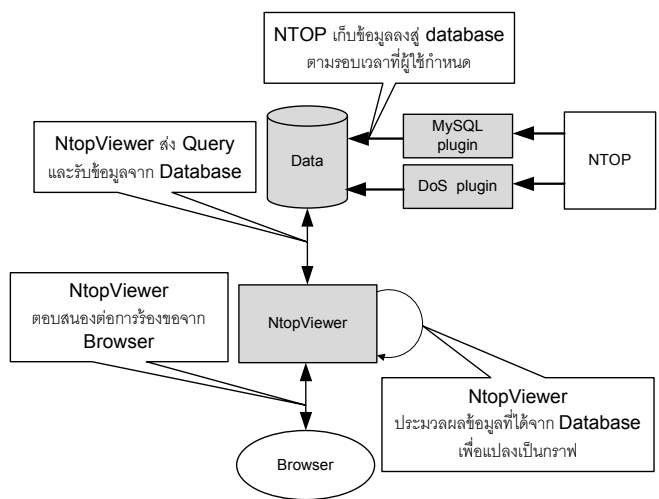 NTOP เก็บข้อมูลลงสู่ database
ตามรอบเวลาที่ผู้ใช้กำหนด
NtopViewer ส่ง Query
และรับข้อมูลจาก Database
Data
MySQL
plugin
DoS plugin
NTOP
NtopViewer
ตอบสนองต่อการร้องขอจาก
Browser
NtopViewer
NtopViewer
ประมวลผลข้อมูลที่ได้จาก Database
เพื่อแปลงเป็นกราฟ
Browser